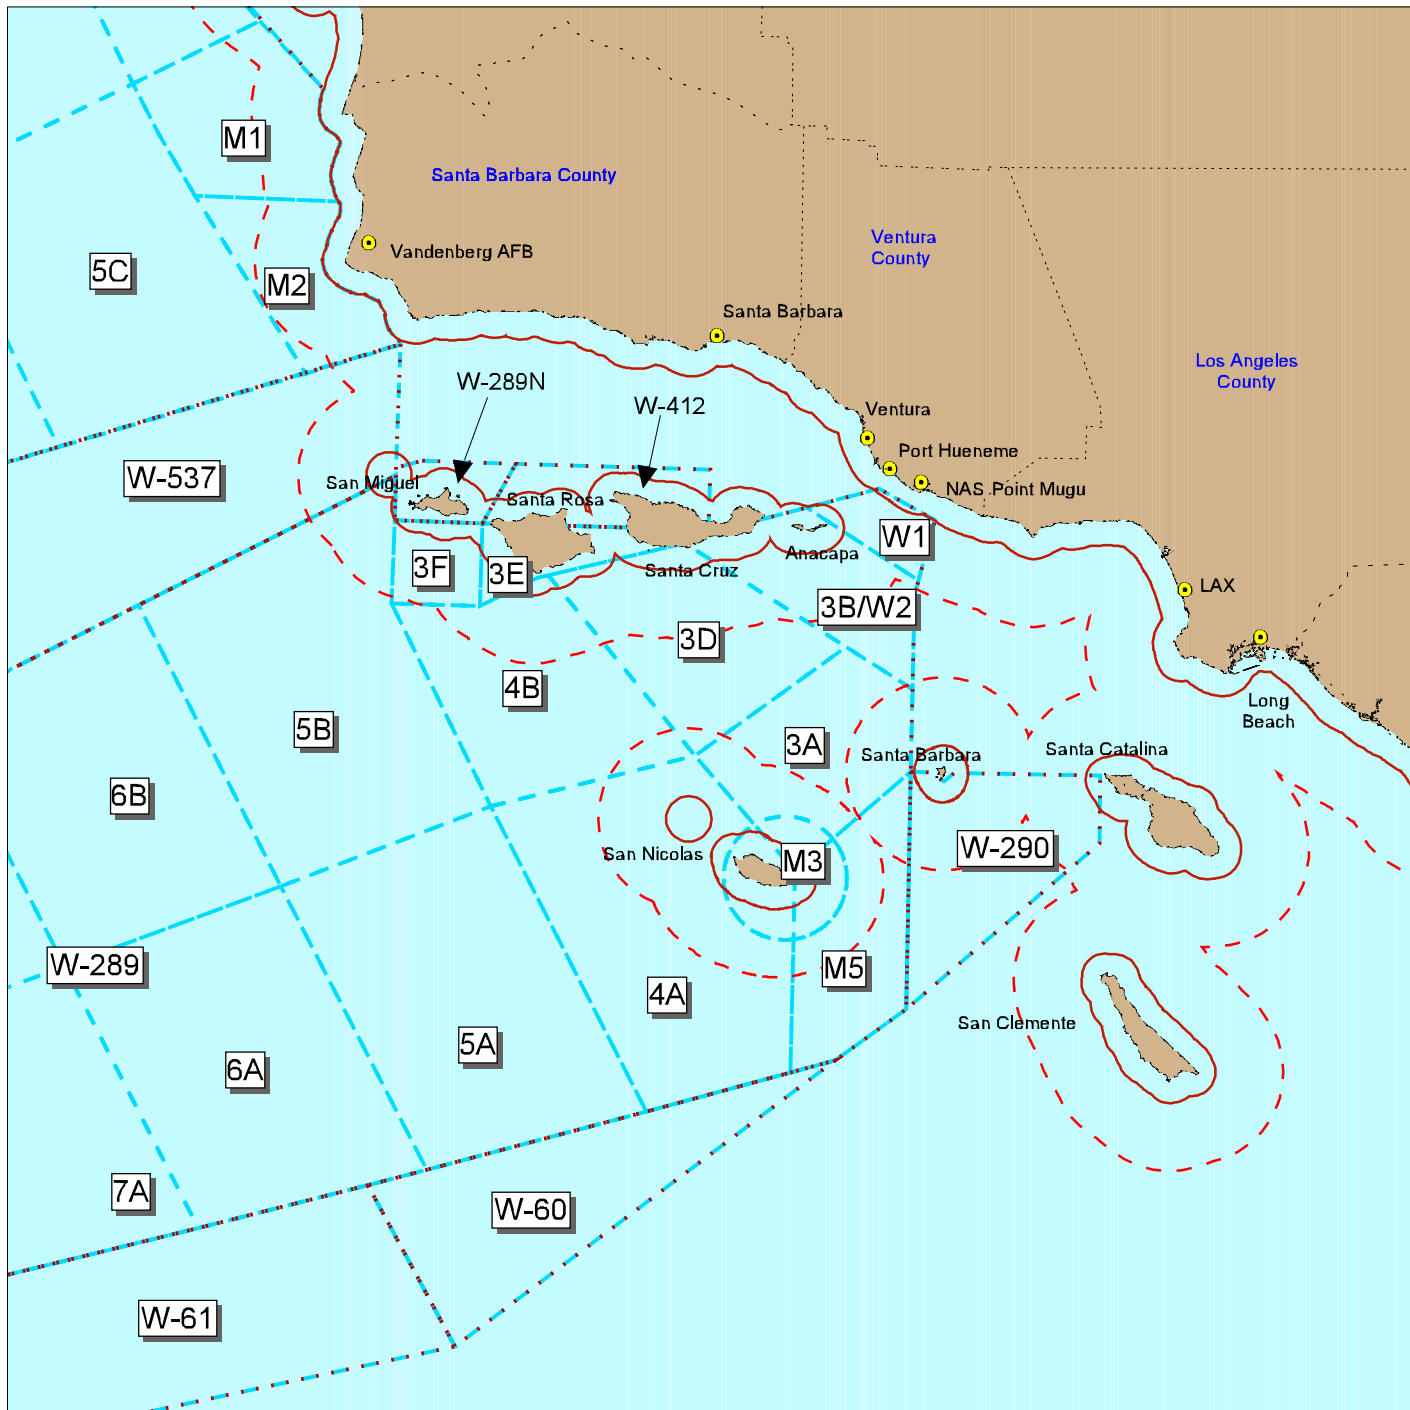 M1
Santa Barbara County
Ventura
County
Vandenberg AFB
5C
M2
Santa Barbara
Los Angeles
County
W-289N
W-412
Ventura
Port Hueneme
W-537
San Miguel
Santa Rosa
NAS Point Mugu
W1
Anacapa
3F
3E
Santa Cruz
LAX
3B/W2
3D
4B
Long
Beach
5B
3A
Santa Barbara
Santa Catalina
6B
San Nicolas
M3
W-290
W-289
M5
4A
San Clemente
5A
6A
7A
W-60
W-61